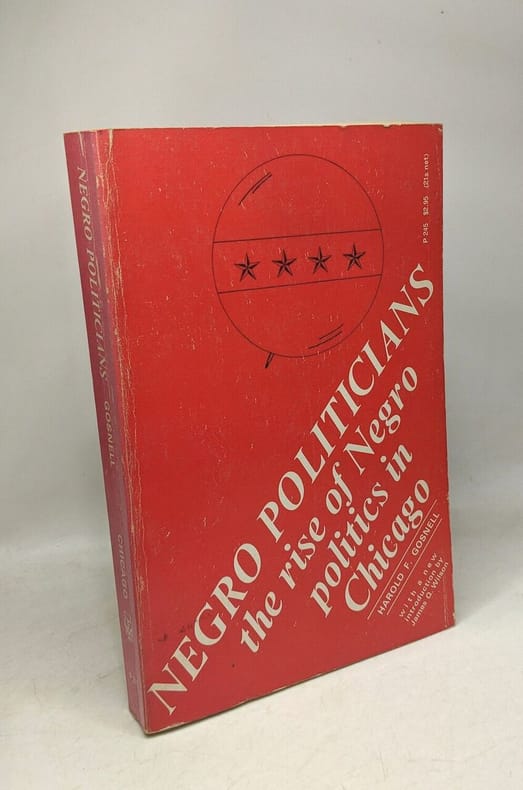 P 245 $2.95 (21s. net)
NEGRO POLITICIANS
the rise of Negro
politics in
Chicago
HAROLD F. GOSNELL
with a new
introduction by
James Q. Wilson
NEGRO POLITICIANS
GOSNELL
CHICAGO